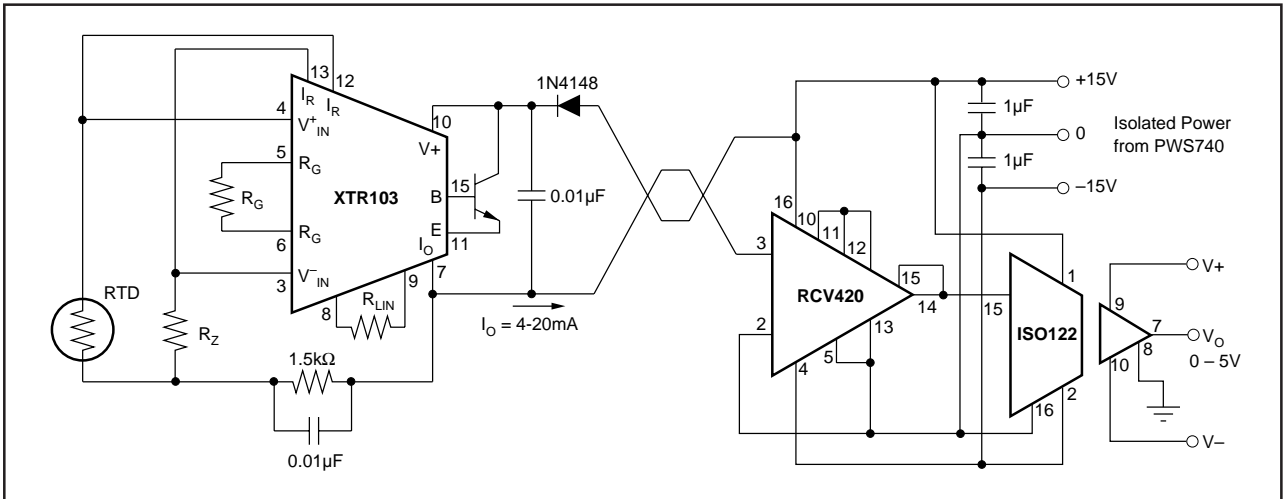 13
12
I_R
I_R
4
V⁺_IN
5
R_G
R_G
6
R_G
V⁻_IN
3
XTR103
10
V+
B
15
E
11
I_O
7
9
8
R_LIN
RTD
R_Z
1.5kΩ
0.01µF
1N4148
0.01µF
I_O = 4-20mA
16
10
11
12
3
2
RCV420
15
14
13
5
4
+15V
1µF
0
1µF
–15V
Isolated Power
from PWS740
1
15
ISO122
16
2
9
7
8
10
V+
V_O
0 – 5V
V–